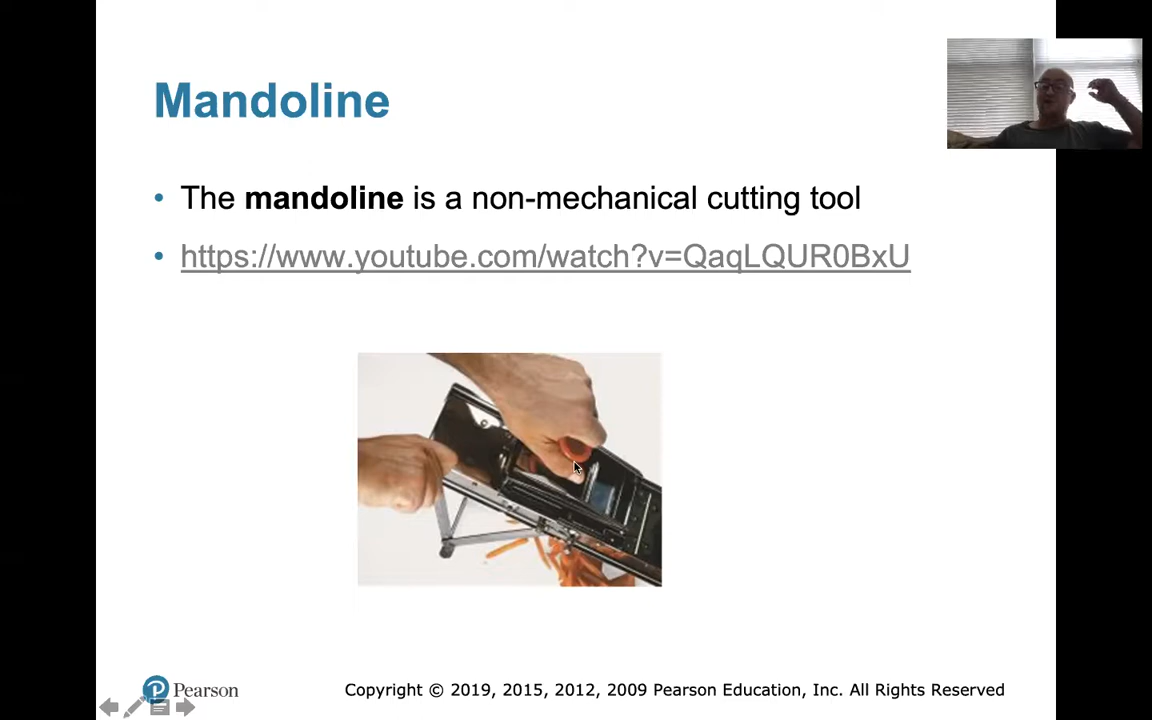 Mandoline
• The mandoline is a non-mechanical cutting tool
• https://www.youtube.com/watch?v=QaqLQUR0BxU
Pearson
Copyright © 2019, 2015, 2012, 2009 Pearson Education, Inc. All Rights Reserved